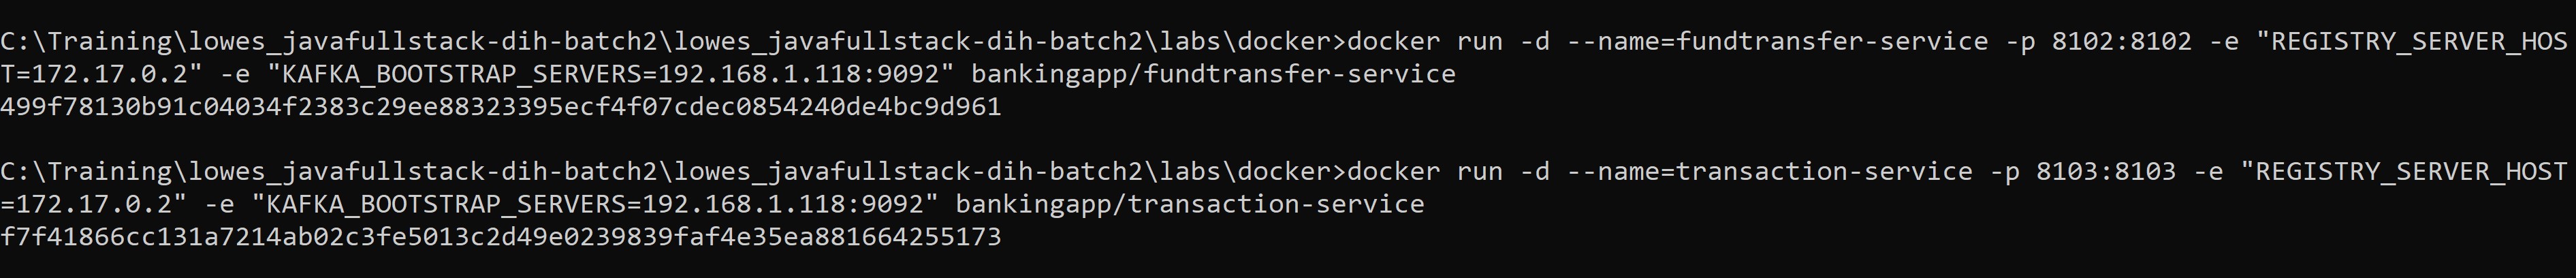 C:\Training\lowes_javafullstack-dih-batch2\lowes_javafullstack-dih-batch2\labs\docker>docker run -d --name=fundtransfer-service -p 8102:8102 -e "REGISTRY_SERVER_HOS
T=172.17.0.2" -e "KAFKA_BOOTSTRAP_SERVERS=192.168.1.118:9092" bankingapp/fundtransfer-service
499f78130b91c04034f2383c29ee88323395ecf4f07cdec0854240de4bc9d961
C:\Training\lowes_javafullstack-dih-batch2\lowes_javafullstack-dih-batch2\labs\docker>docker run -d --name=transaction-service -p 8103:8103 -e "REGISTRY_SERVER_HOST
=172.17.0.2" -e "KAFKA_BOOTSTRAP_SERVERS=192.168.1.118:9092" bankingapp/transaction-service
f7f41866cc131a7214ab02c3fe5013c2d49e0239839faf4e35ea881664255173